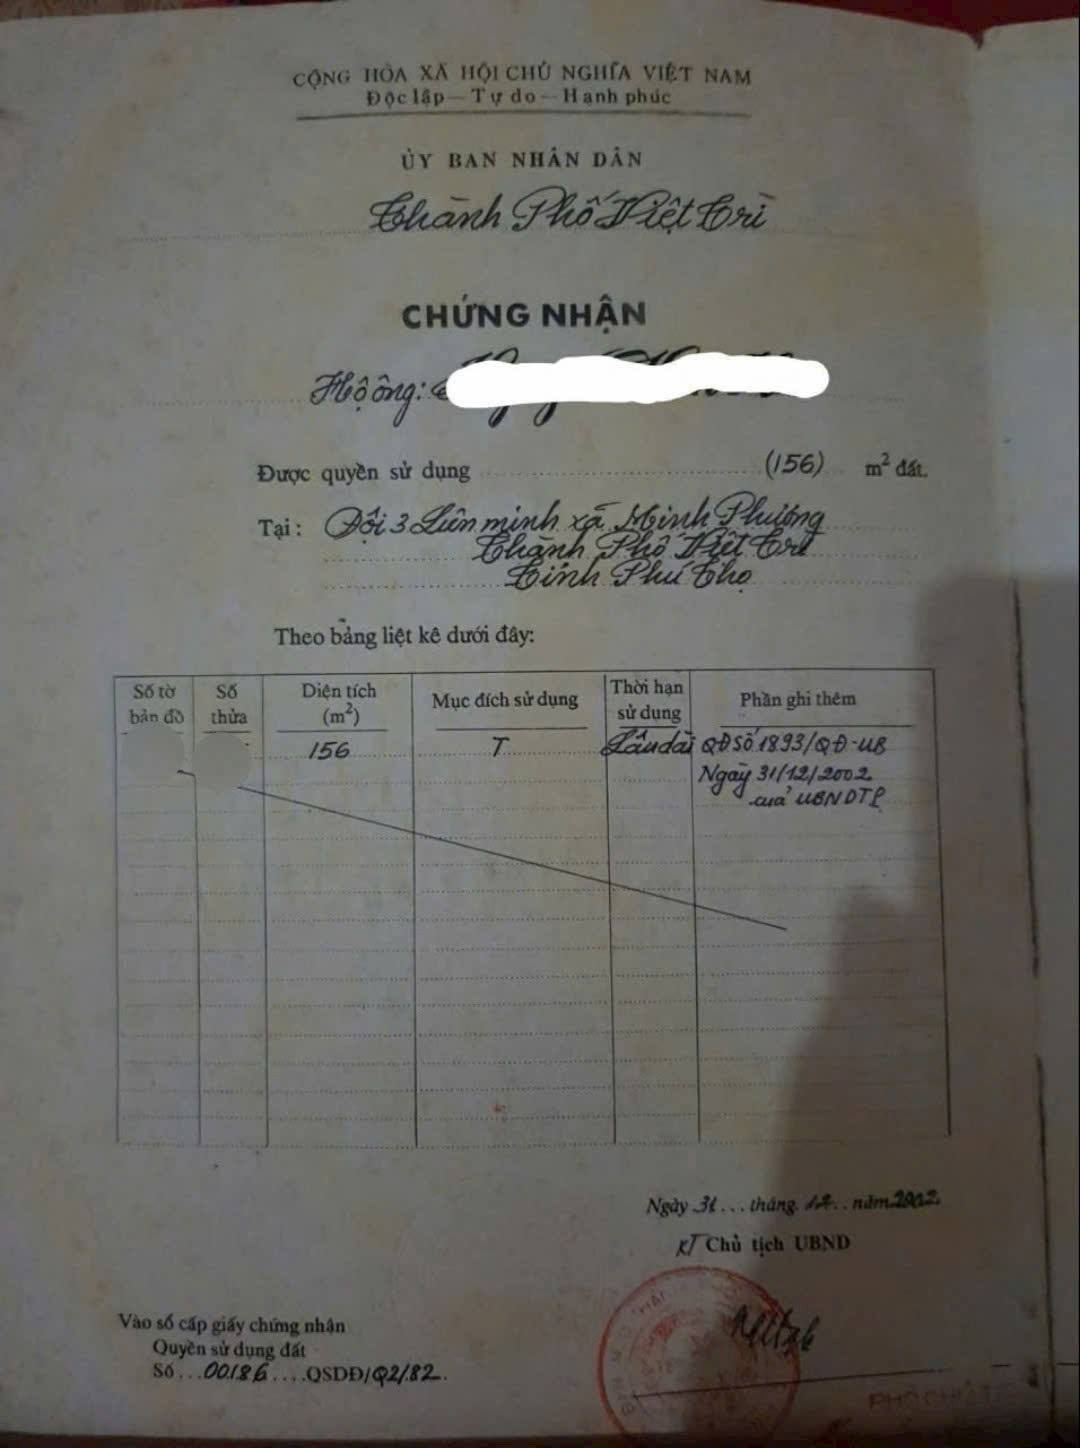 CỘNG HÒA XÃ HỘI CHỦ NGHĨA VIỆT NAM
Độc lập — Tự do — Hạnh phúc
ỦY BAN NHÂN DÂN
Thành Phố Việt Trì
CHỨNG NHẬN
Hộ ông:
Được quyền sử dụng (156) m² đất.
Tại: Đội 3 Liên minh xã Minh Phương
Thành Phố Việt Trì
Tỉnh Phú Thọ
Theo bảng liệt kê dưới đây:
Số tờ bản đồ Số thửa Diện tích (m²) Mục đích sử dụng Thời hạn sử dụng Phần ghi thêm
156 T Lâu dài QĐ số 1893/QĐ-UB
Ngày 31/12/2002
của UBNDTP
Ngày 31... tháng 12.. năm 2002
KT Chủ tịch UBND
Vào sổ cấp giấy chứng nhận
Quyền sử dụng đất
Số...00186....QSDĐ/Q2/82.